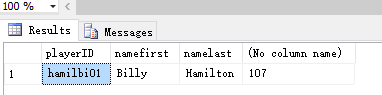 100 %
Results Messages
playerID namefirst namelast (No column name)
1 hamilbi01 Billy Hamilton 107